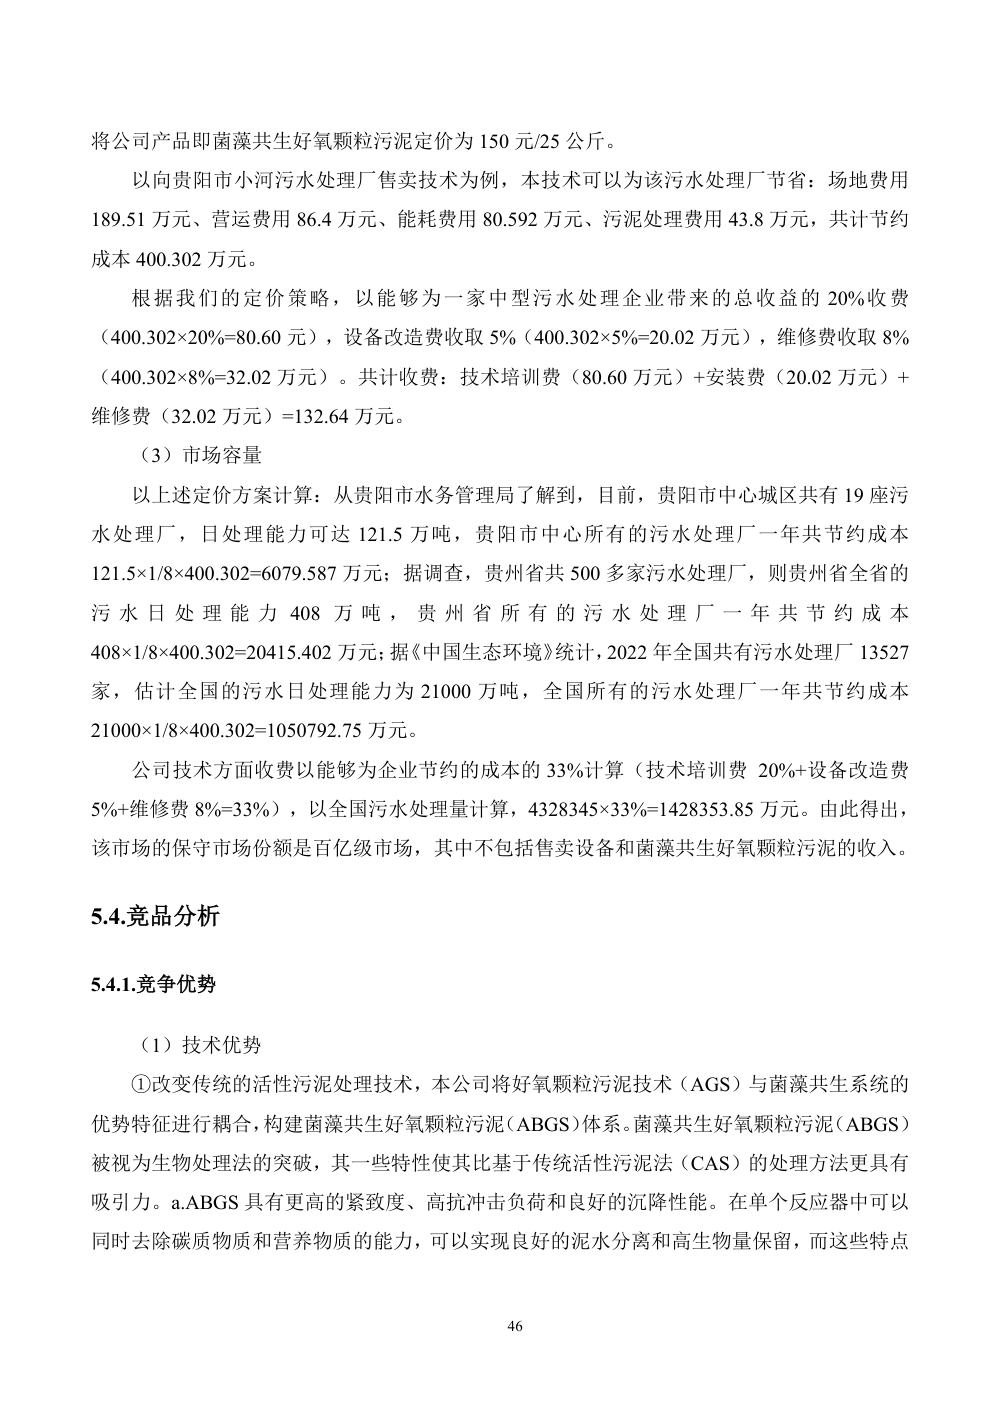 将公司产品即菌藻共生好氧颗粒污泥定价为 150 元/25 公斤。
以向贵阳市小河污水处理厂售卖技术为例，本技术可以为该污水处理厂节省：场地费用
189.51 万元、营运费用 86.4 万元、能耗费用 80.592 万元、污泥处理费用 43.8 万元，共计节约
成本 400.302 万元。
根据我们的定价策略，以能够为一家中型污水处理企业带来的总收益的 20%收费
（400.302×20%=80.60 元），设备改造费收取 5%（400.302×5%=20.02 万元），维修费收取 8%
（400.302×8%=32.02 万元）。共计收费：技术培训费（80.60 万元）+安装费（20.02 万元）+
维修费（32.02 万元）=132.64 万元。
（3）市场容量
以上述定价方案计算：从贵阳市水务管理局了解到，目前，贵阳市中心城区共有 19 座污
水处理厂，日处理能力可达 121.5 万吨，贵阳市中心所有的污水处理厂一年共节约成本
121.5×1/8×400.302=6079.587 万元；据调查，贵州省共 500 多家污水处理厂，则贵州省全省的
污水日处理能力 408 万吨，贵州省所有的污水处理厂一年共节约成本
408×1/8×400.302=20415.402 万元；据《中国生态环境》统计，2022 年全国共有污水处理厂 13527
家，估计全国的污水日处理能力为 21000 万吨，全国所有的污水处理厂一年共节约成本
21000×1/8×400.302=1050792.75 万元。
公司技术方面收费以能够为企业节约的成本的 33%计算（技术培训费 20%+设备改造费
5%+维修费 8%=33%），以全国污水处理量计算，4328345×33%=1428353.85 万元。由此得出，
该市场的保守市场份额是百亿级市场，其中不包括售卖设备和菌藻共生好氧颗粒污泥的收入。
5.4.竞品分析
5.4.1.竞争优势
（1）技术优势
①改变传统的活性污泥处理技术，本公司将好氧颗粒污泥技术（AGS）与菌藻共生系统的
优势特征进行耦合，构建菌藻共生好氧颗粒污泥（ABGS）体系。菌藻共生好氧颗粒污泥（ABGS）
被视为生物处理法的突破，其一些特性使其比基于传统活性污泥法（CAS）的处理方法更具有
吸引力。a.ABGS 具有更高的紧致度、高抗冲击负荷和良好的沉降性能。在单个反应器中可以
同时去除碳质物质和营养物质的能力，可以实现良好的泥水分离和高生物量保留，而这些特点
46